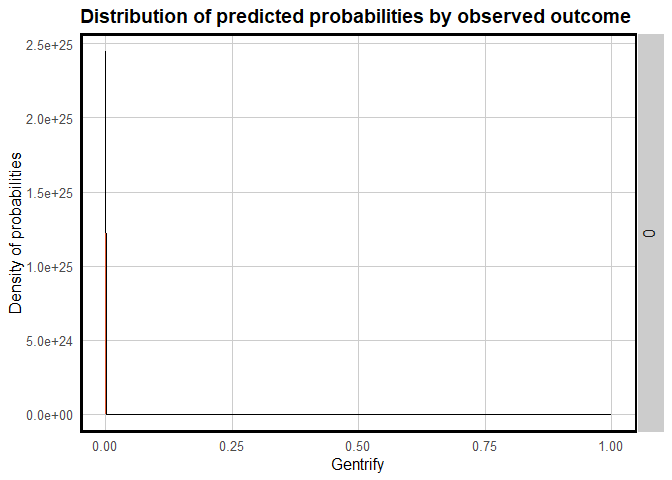 Distribution of predicted probabilities by observed outcome
2.5e+25
2.0e+25
1.5e+25
1.0e+25
5.0e+24
0.0e+00
Density of probabilities
0
0.00 0.25 0.50 0.75 1.00
Gentrify